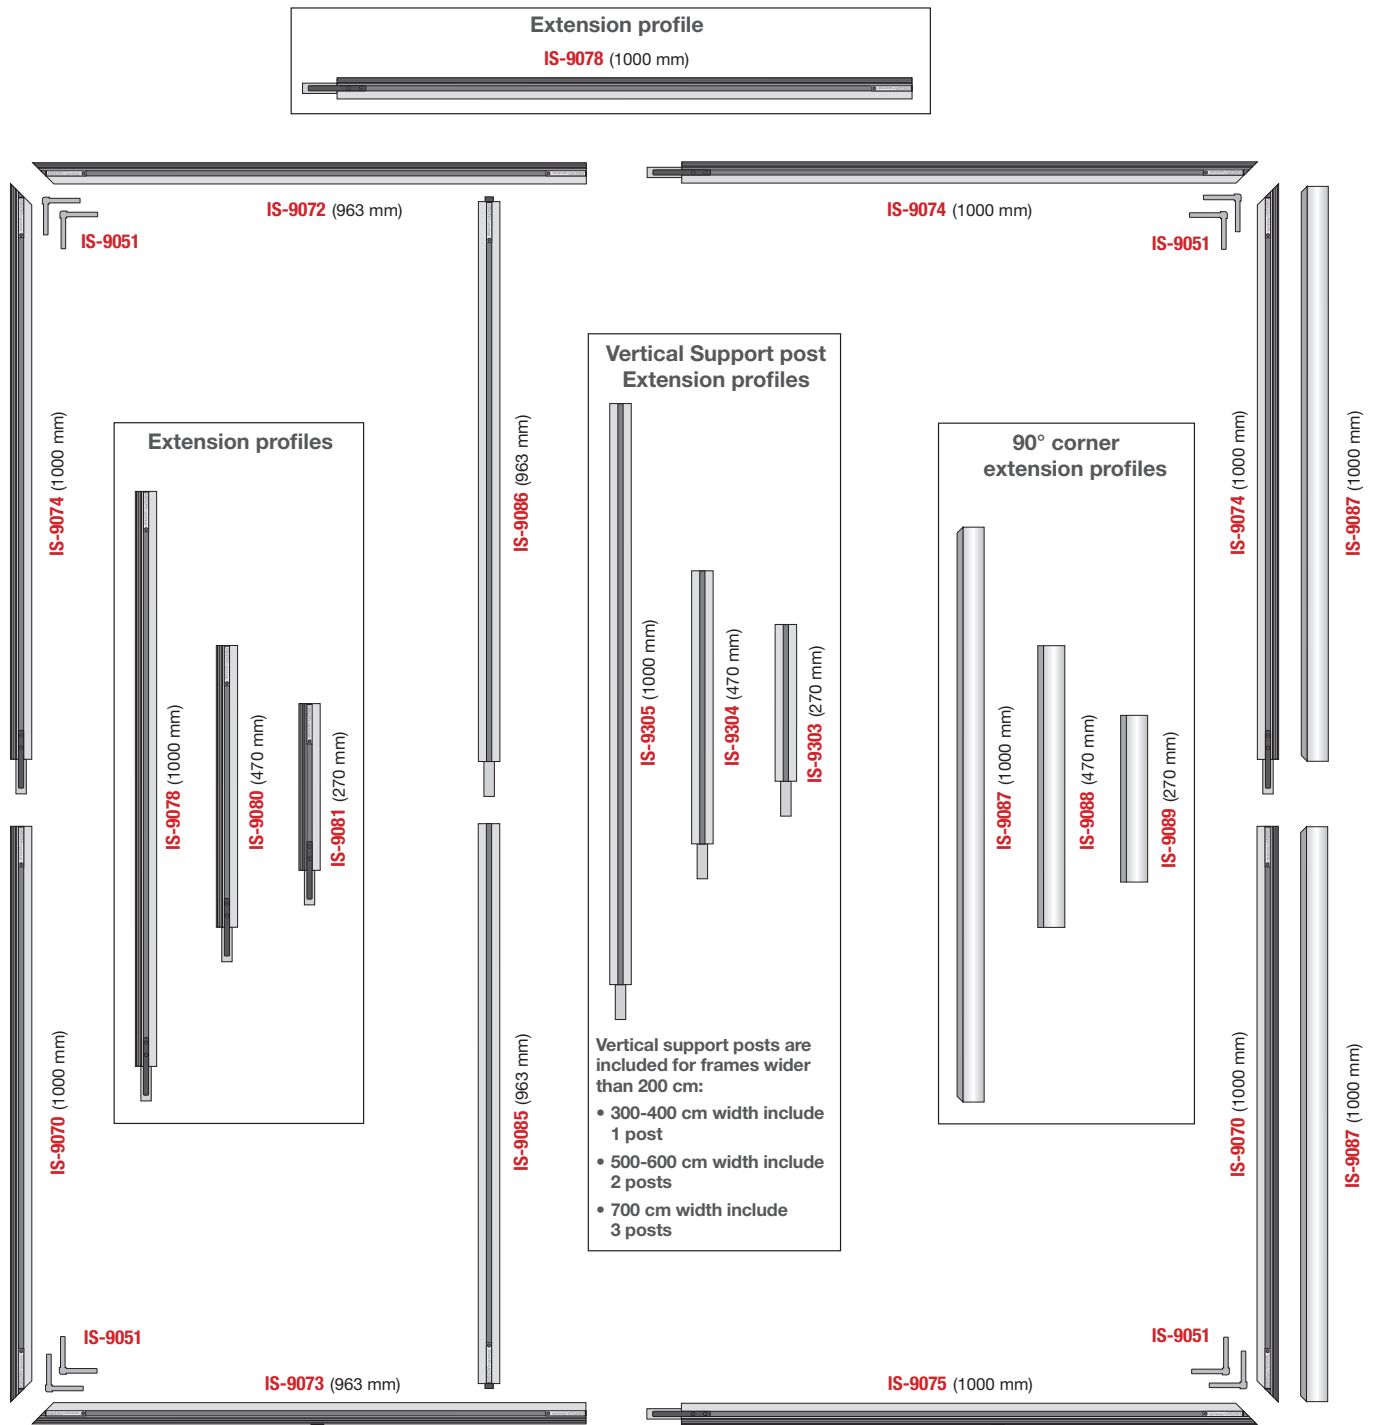 Extension profile
IS-9078 (1000 mm)
IS-9072 (963 mm)
IS-9074 (1000 mm)
IS-9051
IS-9051
IS-9074 (1000 mm)
IS-9086 (963 mm)
IS-9074 (1000 mm)
IS-9087 (1000 mm)
Extension profiles
IS-9078 (1000 mm)
IS-9080 (470 mm)
IS-9081 (270 mm)
Vertical Support post
Extension profiles
IS-9305 (1000 mm)
IS-9304 (470 mm)
IS-9303 (270 mm)
Vertical support posts are
included for frames wider
than 200 cm:
• 300-400 cm width include
1 post
• 500-600 cm width include
2 posts
• 700 cm width include
3 posts
90° corner
extension profiles
IS-9087 (1000 mm)
IS-9088 (470 mm)
IS-9089 (270 mm)
IS-9070 (1000 mm)
IS-9085 (963 mm)
IS-9070 (1000 mm)
IS-9087 (1000 mm)
IS-9051
IS-9051
IS-9073 (963 mm)
IS-9075 (1000 mm)